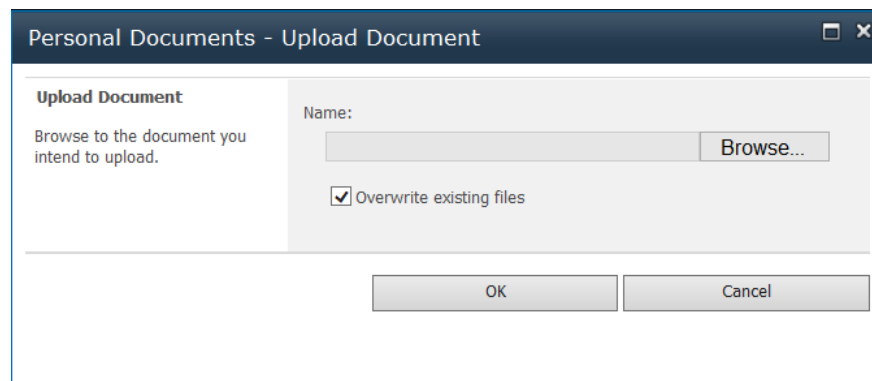 Personal Documents - Upload Document
Upload Document
Browse to the document you
intend to upload.
Name:
Browse...
Overwrite existing files
OK
Cancel